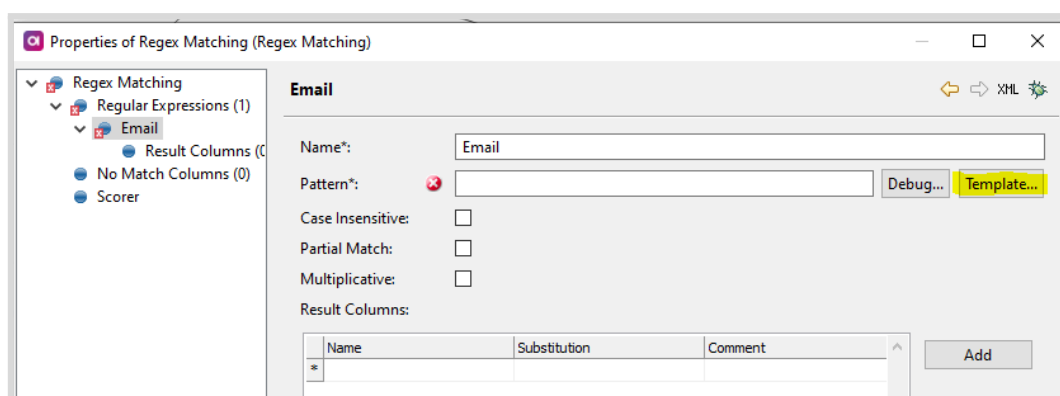 Properties of Regex Matching (Regex Matching)
Regex Matching
Regular Expressions (1)
Email
Result Columns (0
No Match Columns (0)
Scorer
Email
XML
Name*:
Email
Pattern*:
Debug...
Template...
Case Insensitive:
Partial Match:
Multiplicative:
Result Columns:
Name Substitution Comment
*
Add